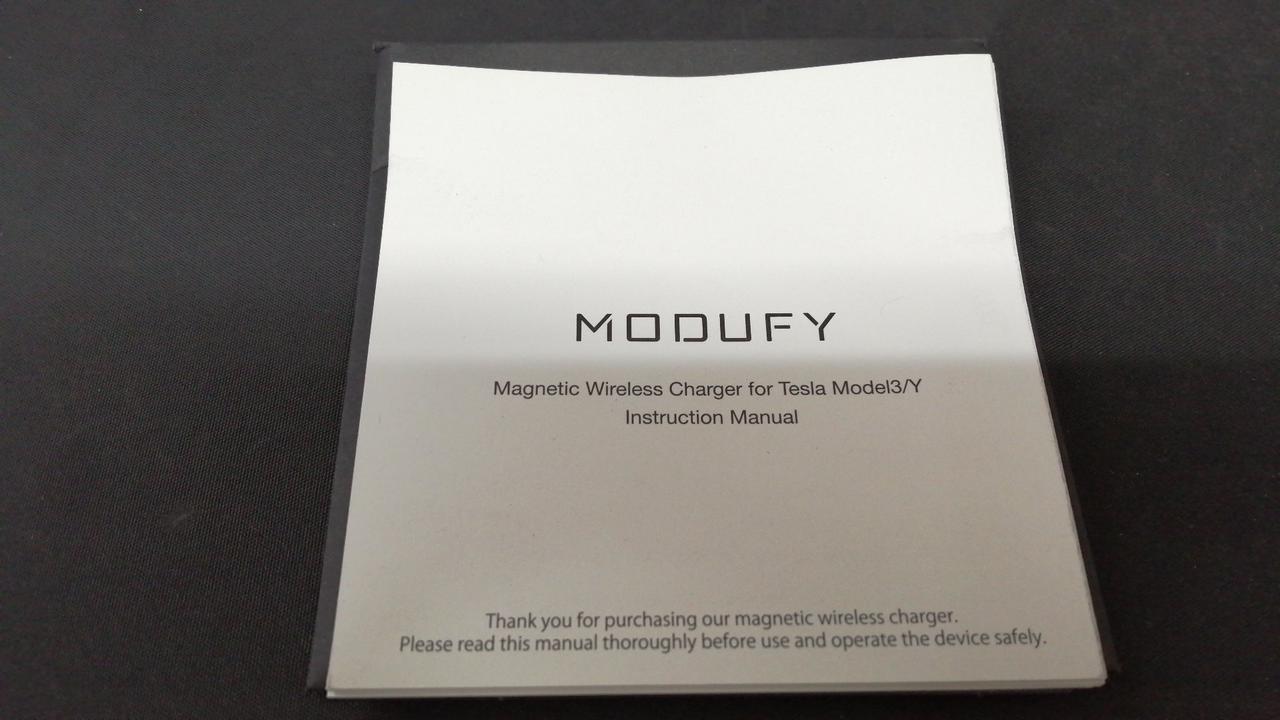 MODUFY
Magnetic Wireless Charger for Tesla Model3/Y
Instruction Manual
Thank you for purchasing our magnetic wireless charger.
Please read this manual thoroughly before use and operate the device safely.